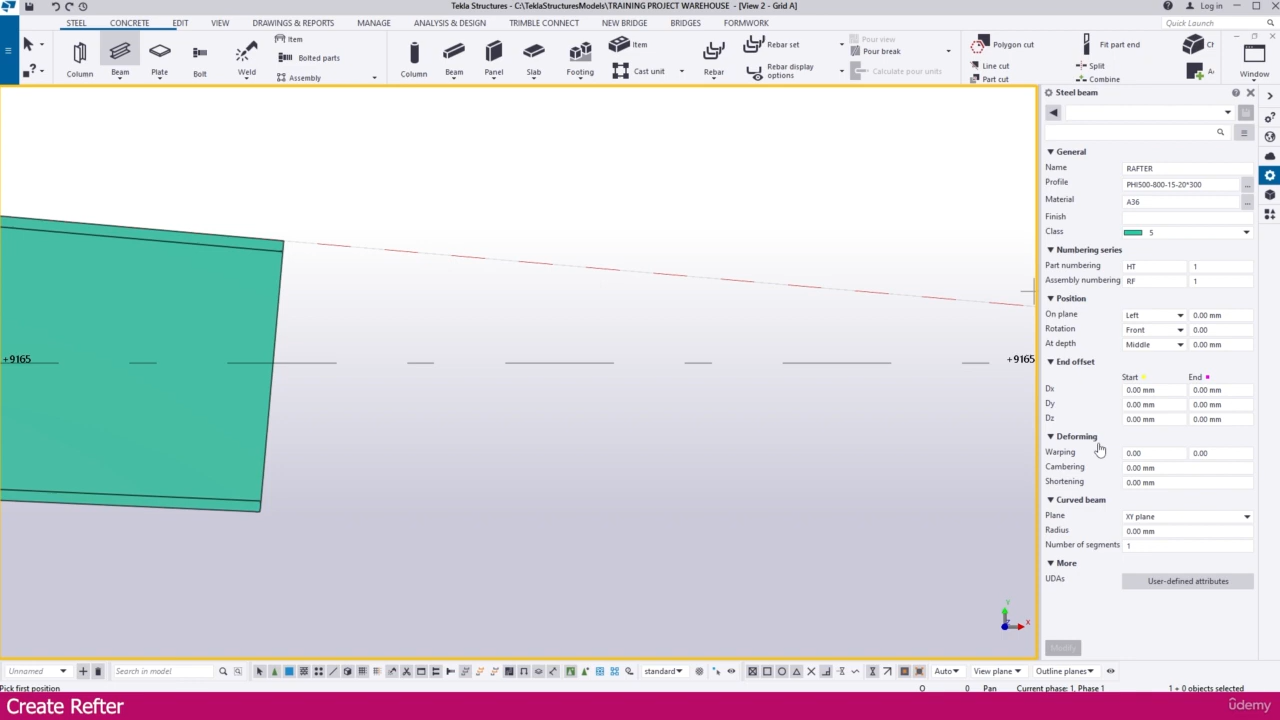 Tekla Structures - C:\TeklaStructuresModels\TRAINING PROJECT WAREHOUSE - [View 2 - Grid A]
Log in
STEEL CONCRETE EDIT VIEW DRAWINGS & REPORTS MANAGE ANALYSIS & DESIGN TRIMBLE CONNECT NEW BRIDGE BRIDGES FORMWORK
Quick Launch
Column Beam Plate Bolt Weld
Item
Bolted parts
Assembly
Column Beam Panel Slab Footing
Item
Cast unit
Rebar
Rebar set
Rebar display options
Pour view
Pour break
Calculate pour units
Polygon cut
Line cut
Part cut
Fit part end
Split
Combine
Window
+9165
+9165
Y
X
Steel beam
General
Name RAFTER
Profile PHI500-800-15-20*300
Material A36
Finish
Class 5
Numbering series
Part numbering HT 1
Assembly numbering RF 1
Position
On plane Left 0.00 mm
Rotation Front 0.00
At depth Middle 0.00 mm
End offset
Start End
Dx 0.00 mm 0.00 mm
Dy 0.00 mm 0.00 mm
Dz 0.00 mm 0.00 mm
Deforming
Warping 0.00 0.00
Cambering 0.00 mm
Shortening 0.00 mm
Curved beam
Plane XY plane
Radius 0.00 mm
Number of segments 1
More
UDAs User-defined attributes
Modify
Unnamed Search in model standard Auto View plane Outline planes
Pick first position O 0 Pan Current phase: 1, Phase 1 1 + 0 objects selected
Create Refter
ûdemy